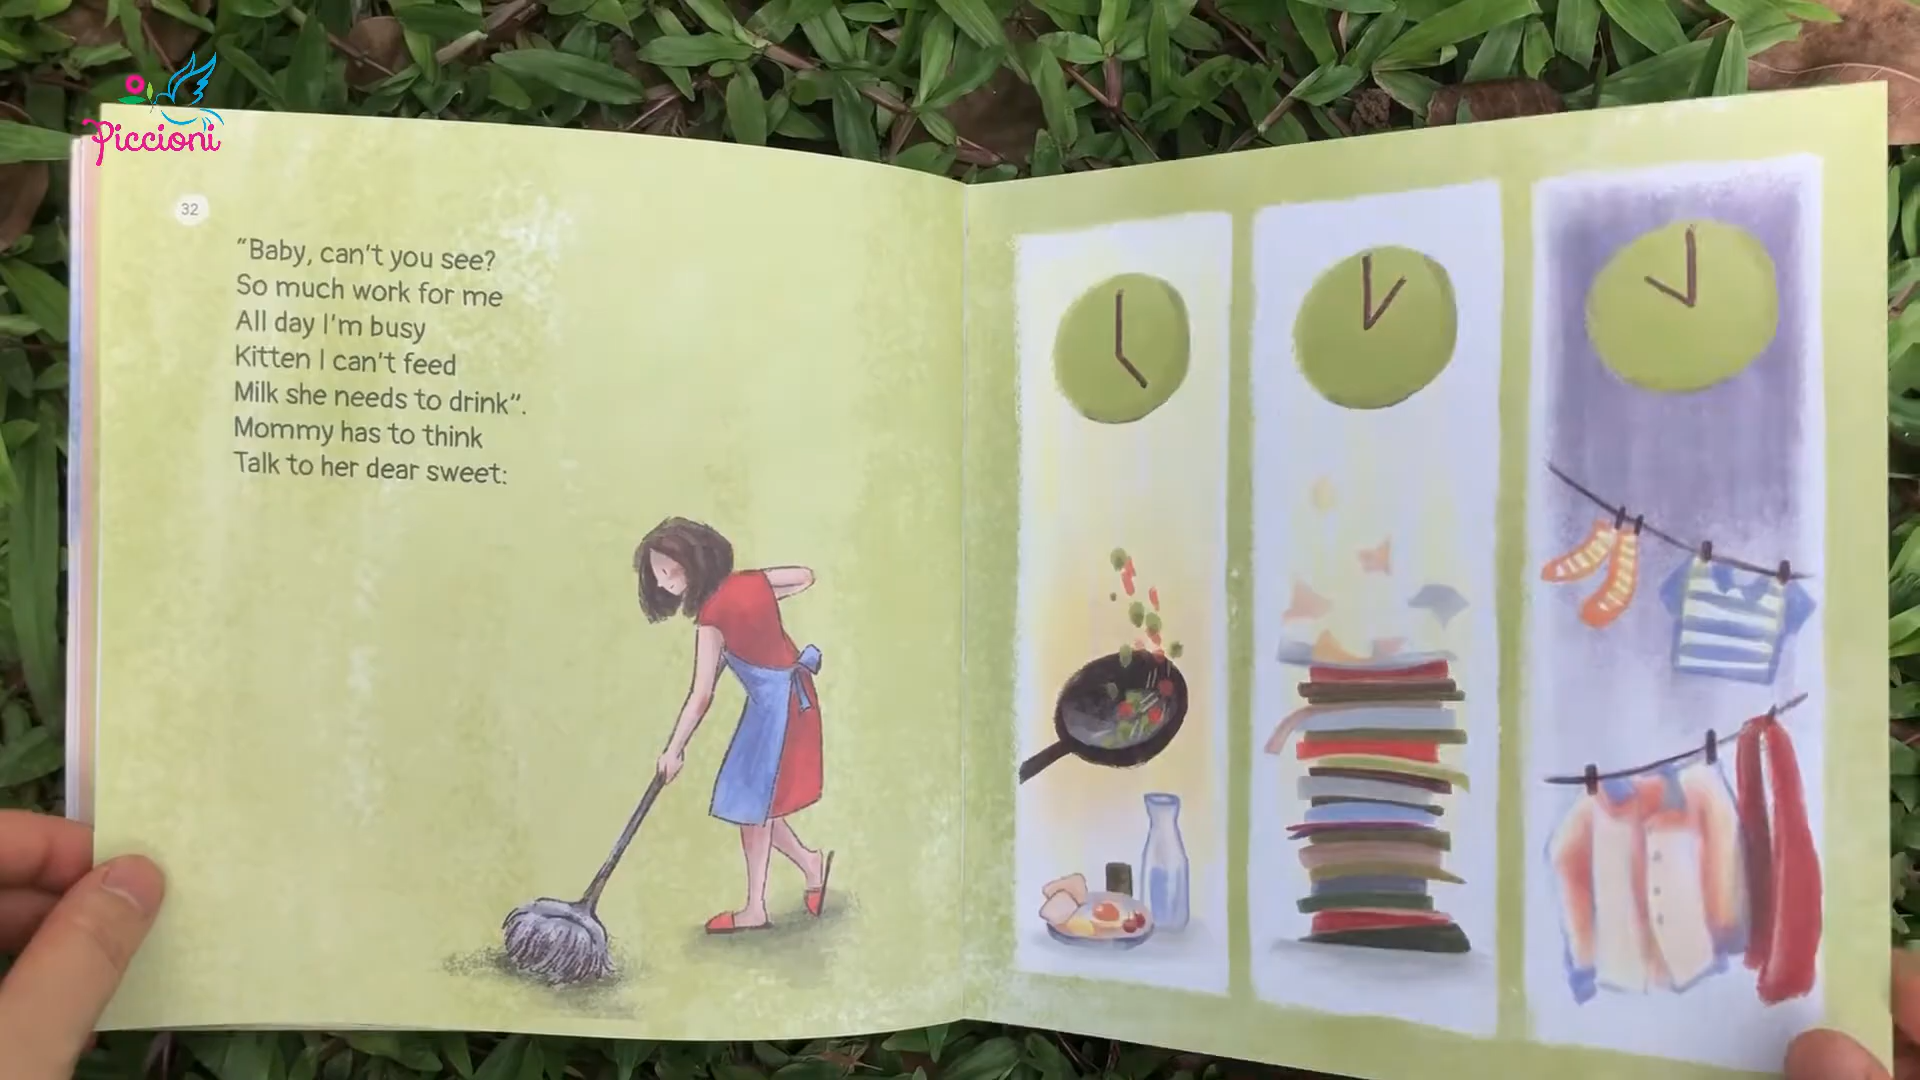 Piccioni
32
“Baby, can't you see?
So much work for me
All day I'm busy
Kitten I can't feed
Milk she needs to drink”.
Mommy has to think
Talk to her dear sweet: